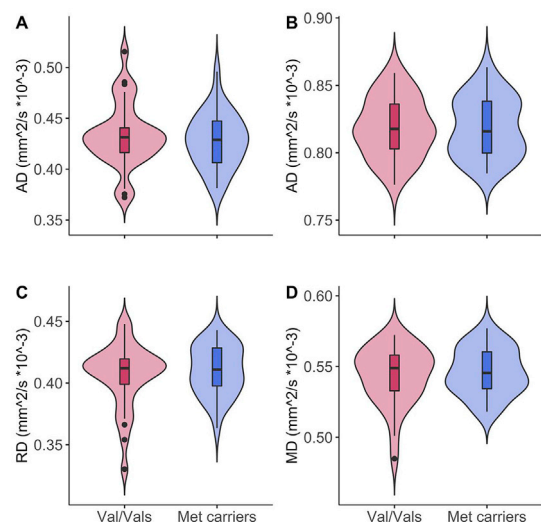 A
B
AD (mm^2/s *10^-3)
0.50
0.45
0.40
0.35
AD (mm^2/s *10^-3)
0.90
0.85
0.80
0.75
C
D
RD (mm^2/s *10^-3)
0.45
0.40
0.35
MD (mm^2/s *10^-3)
0.60
0.55
0.50
Val/Vals Met carriers
Val/Vals Met carriers